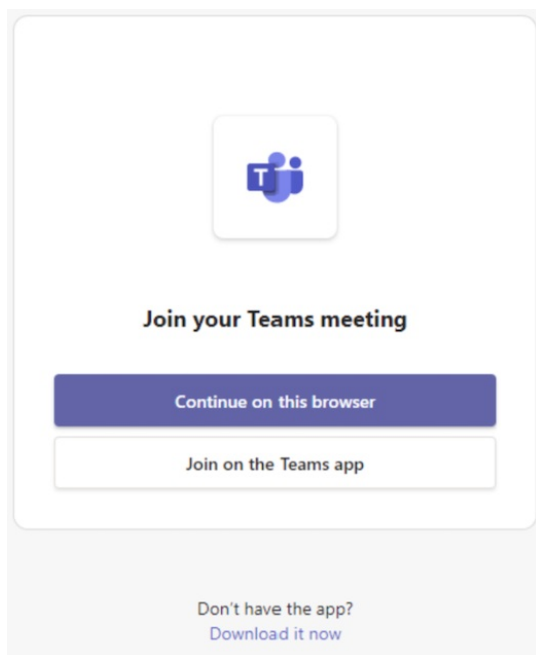 T
Join your Teams meeting
Continue on this browser
Join on the Teams app
Don't have the app?
Download it now